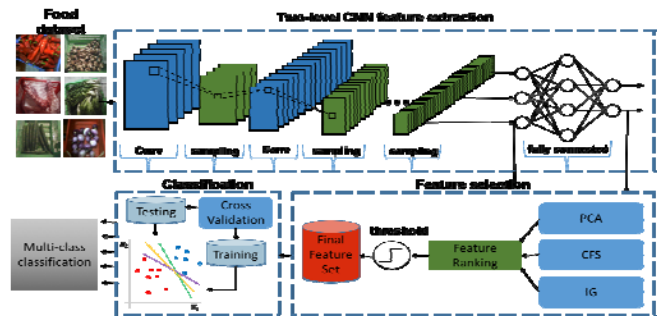 Food
dataset
Two-level CNN feature extraction
Conv
sampling
Conv
sampling
sampling
fully connected
Classification
Feature selection
Testing
Cross
Validation
Training
Multi-class
classification
Final
Feature
Set
threshold
Feature
Ranking
PCA
CFS
IG